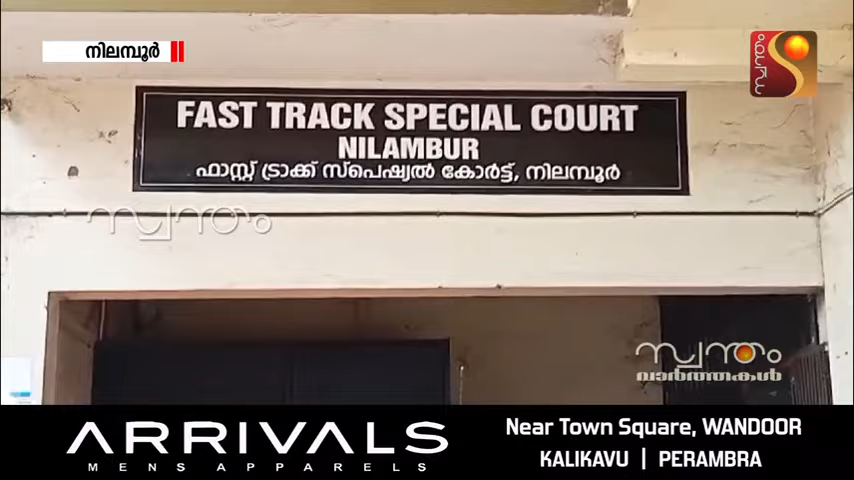 നിലമ്പൂർ
FAST TRACK SPECIAL COURT
NILAMBUR
ഫാസ്റ്റ് ട്രാക്ക് സ്പെഷ്യൽ കോർട്ട്, നിലമ്പൂർ
സ്വന്തം
സ്വന്തം
വാർത്തകൾ
ARRIVALS
MENS APPARELS
Near Town Square, WANDOOR
KALIKAVU | PERAMBRA